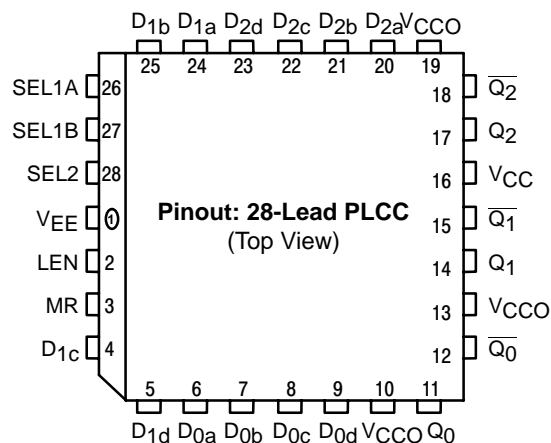 D1b D1a D2d D2c D2b D2a VCCO
25 24 23 22 21 20 19
SEL1A 26 18 Q̅2̅
SEL1B 27 17 Q2
SEL2 28 16 VCC
VEE 1 Pinout: 28-Lead PLCC 15 Q̅1̅
(Top View)
LEN 2 14 Q1
MR 3 13 VCCO
D1c 4 12 Q̅0̅
5 6 7 8 9 10 11
D1d D0a D0b D0c D0d VCCO Q0